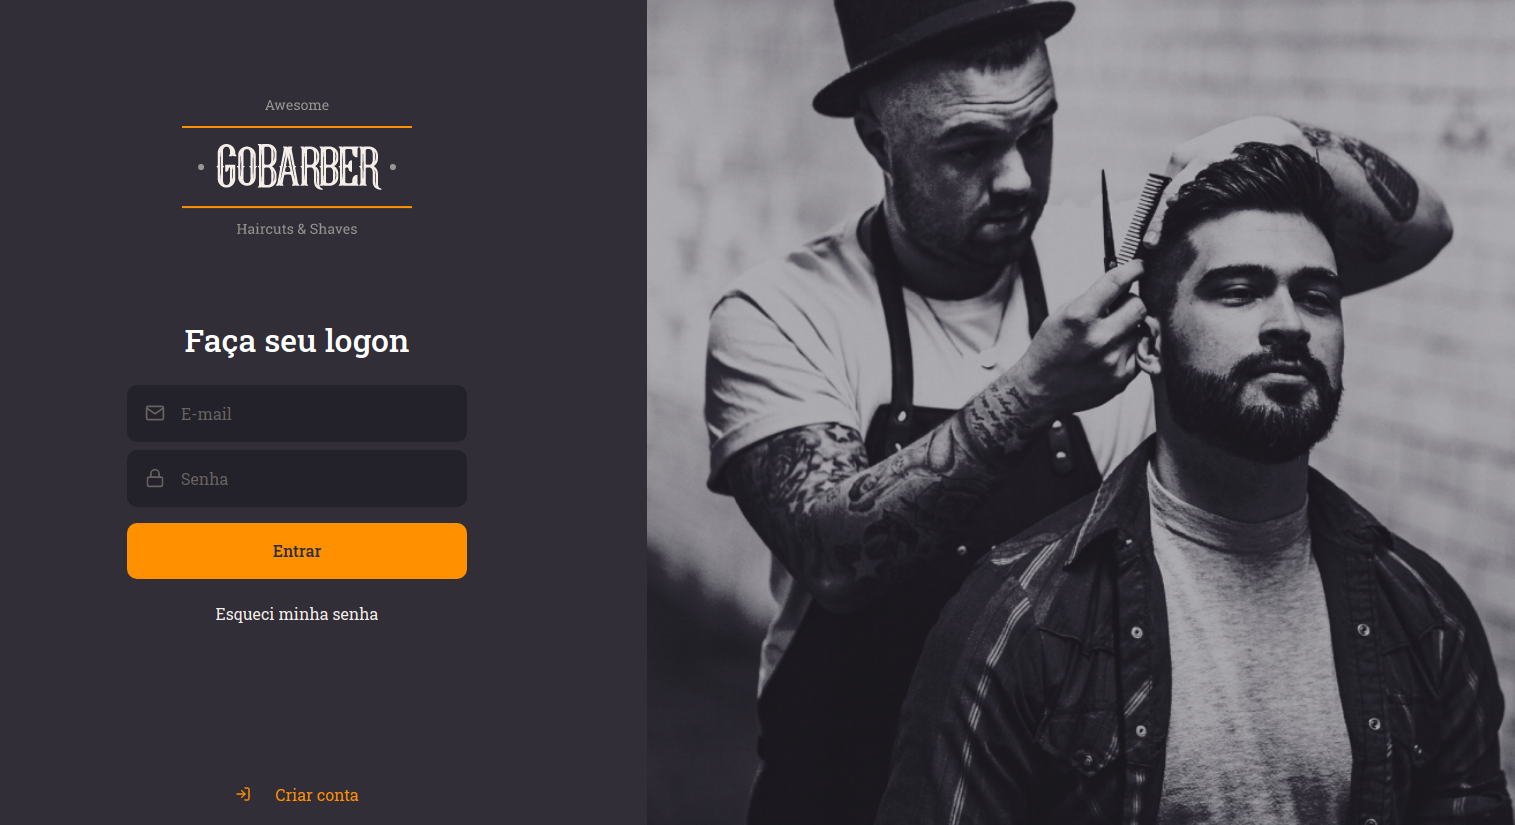 Awesome
GOBARBER
Haircuts & Shaves
Faça seu logon
E-mail
Senha
Entrar
Esqueci minha senha
Criar conta